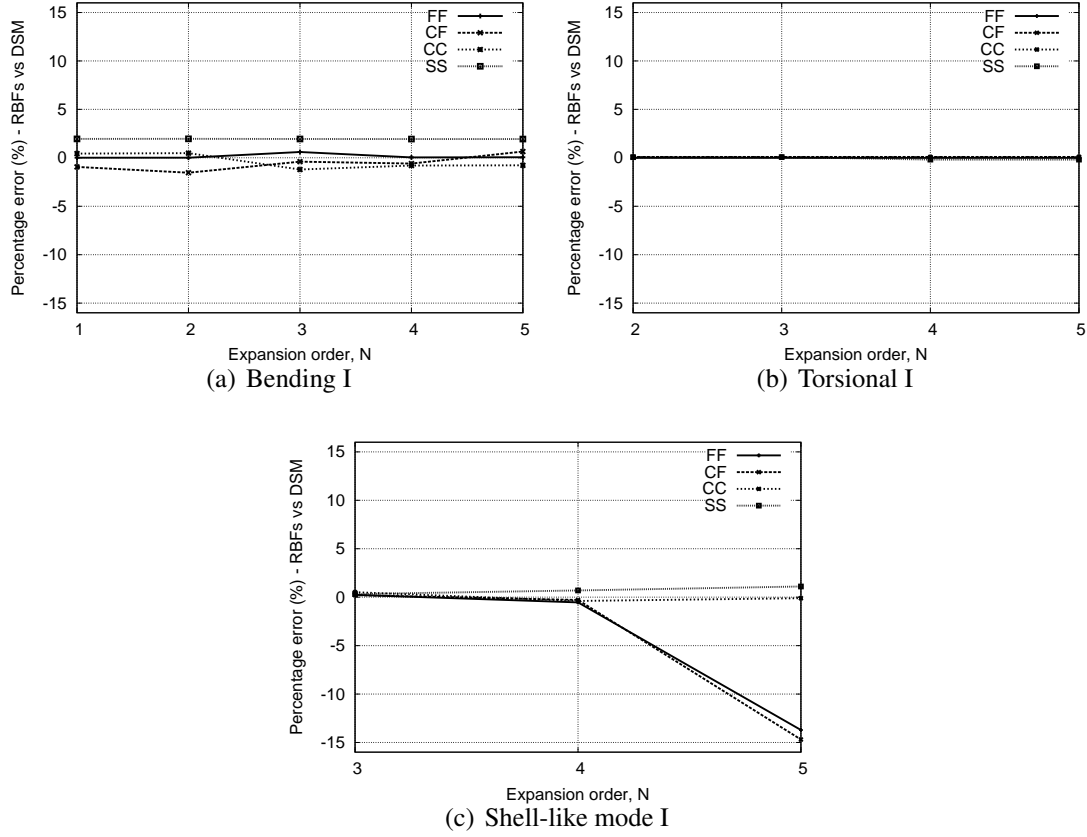 Percentage error (%) - RBFs vs DSM
15
10
5
0
-5
-10
-15
1
2
3
4
5
Expansion order, N
FF
CF
CC
SS
(a) Bending I
Percentage error (%) - RBFs vs DSM
15
10
5
0
-5
-10
-15
2
3
4
5
Expansion order, N
FF
CF
CC
SS
(b) Torsional I
Percentage error (%) - RBFs vs DSM
15
10
5
0
-5
-10
-15
3
4
5
Expansion order, N
FF
CF
CC
SS
(c) Shell-like mode I